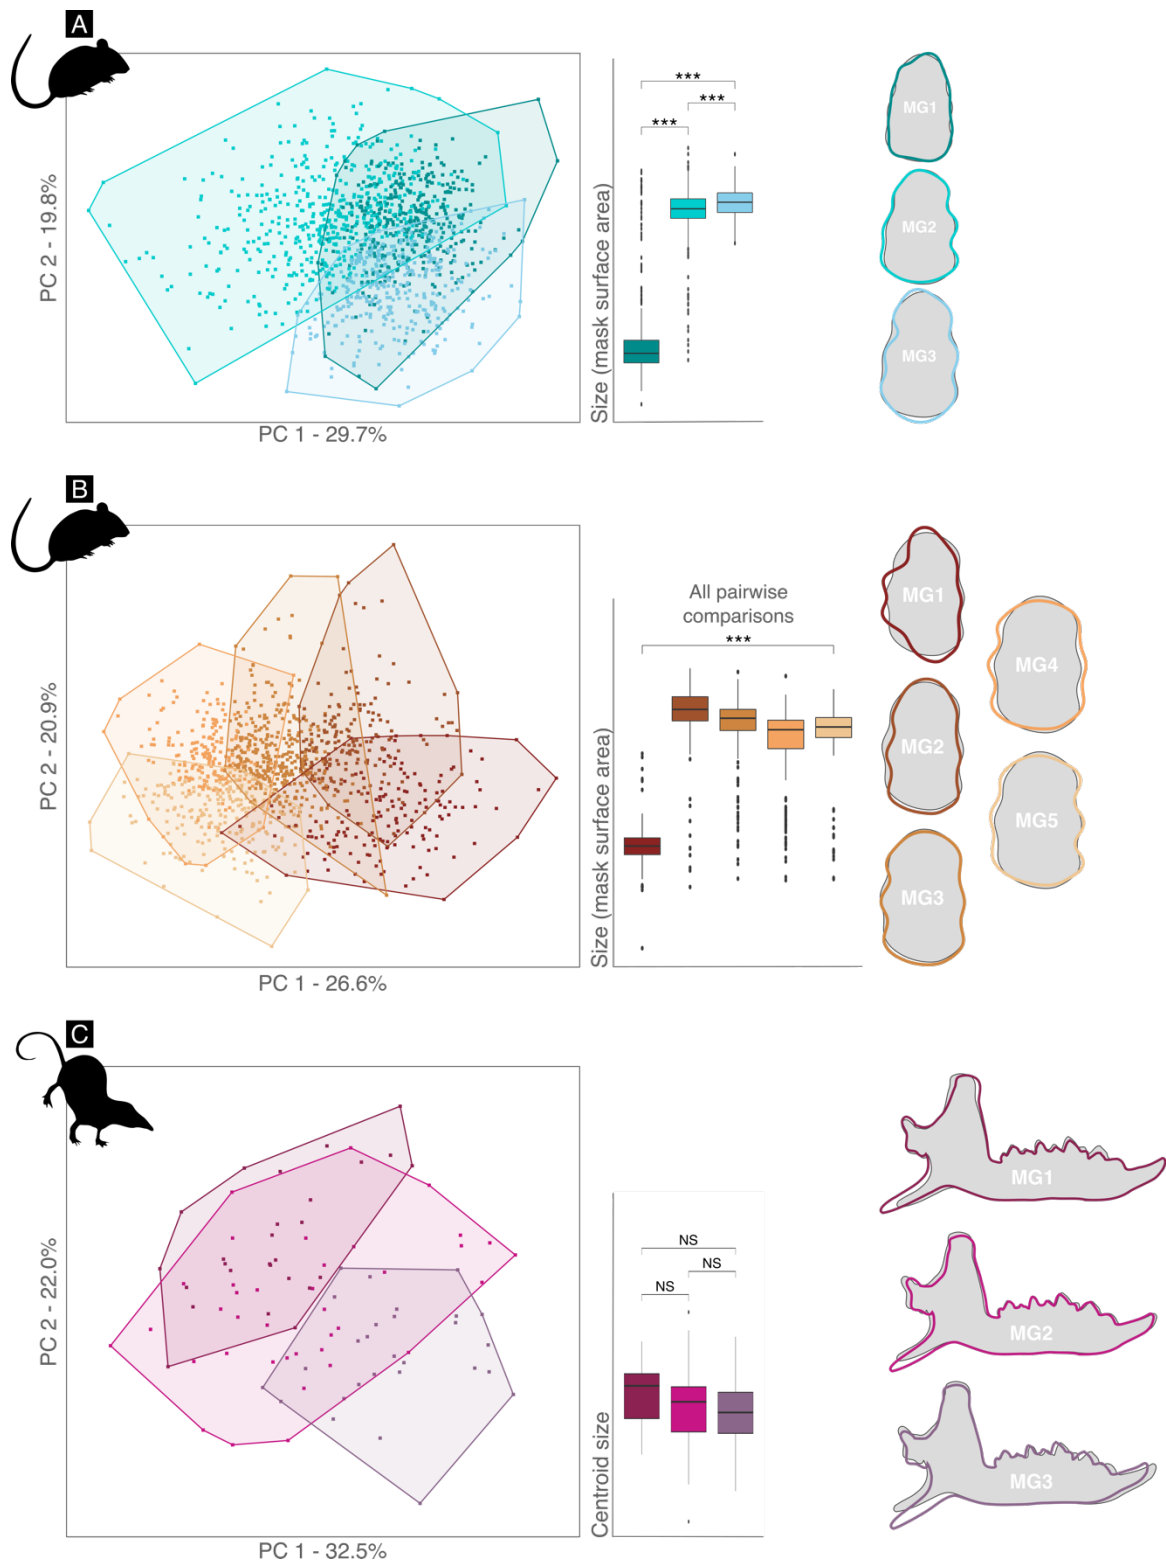 A
PC 2 - 19.8%
PC 1 - 29.7%
Size (mask surface area)
***
***
***
MG1
MG2
MG3
B
PC 2 - 20.9%
PC 1 - 26.6%
Size (mask surface area)
All pairwise
comparisons
***
MG1
MG2
MG3
MG4
MG5
C
PC 2 - 22.0%
PC 1 - 32.5%
Centroid size
NS
NS
NS
MG1
MG2
MG3